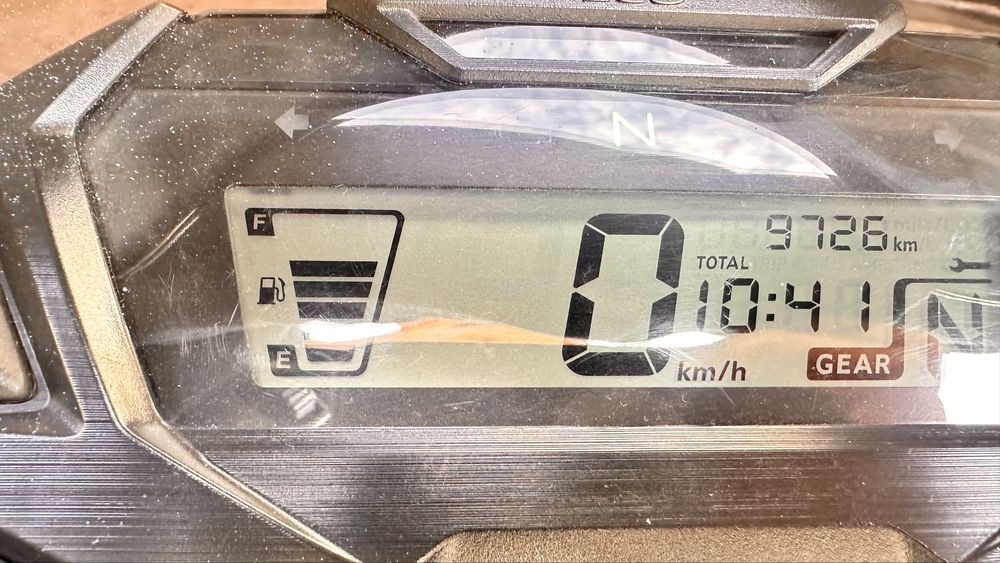 N
F
9726 km
TOTAL
10:41
0 km/h
N
E
GEAR